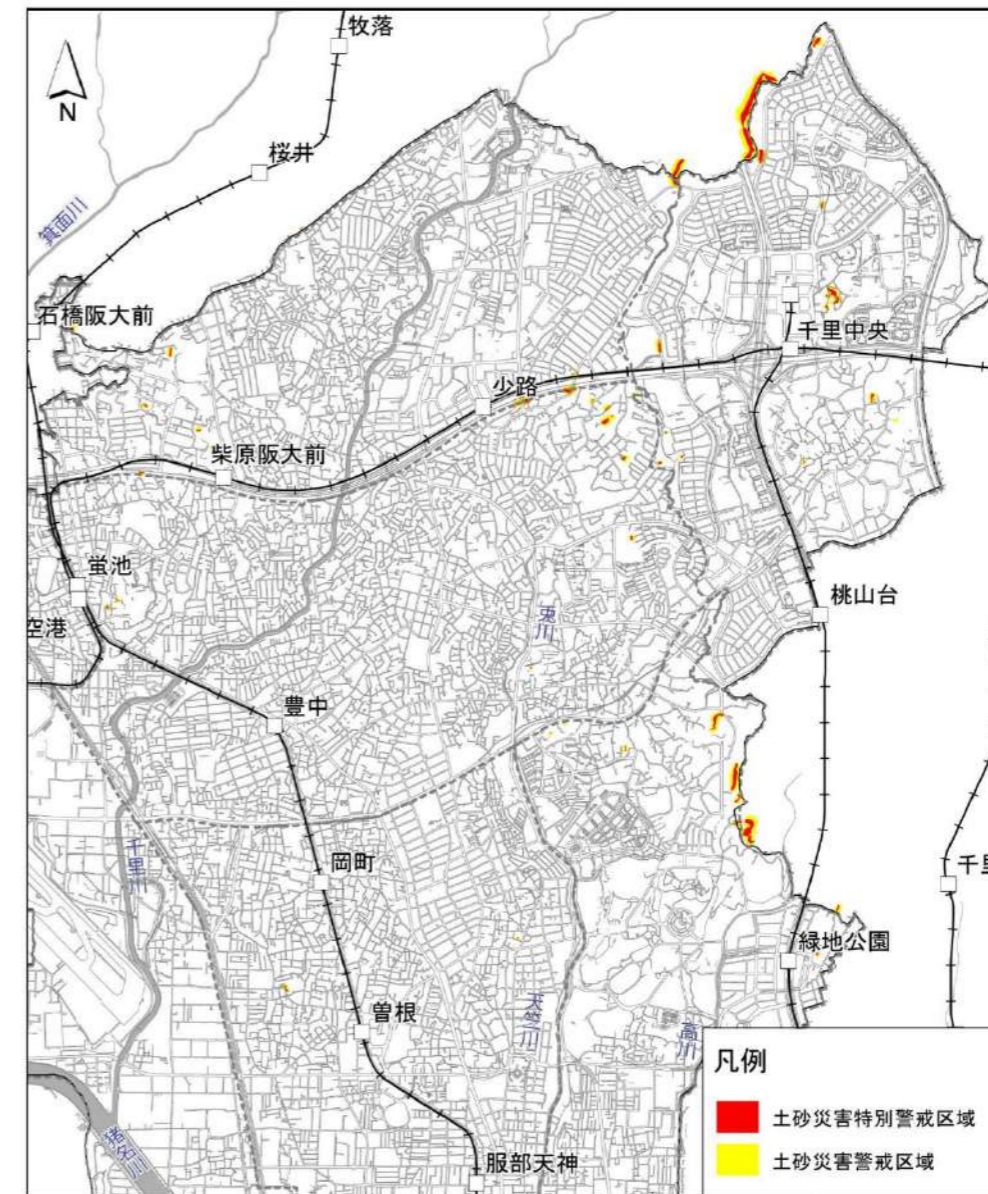 牧落
N
桜井
箕面川
石橋阪大前
千里中央
少路
柴原阪大前
蛍池
桃山台
空港
兎川
豊中
千里川
岡町
千里
緑地公園
曽根
天竺川
高川
猪名川
服部天神
凡例
土砂災害特別警戒区域
土砂災害警戒区域